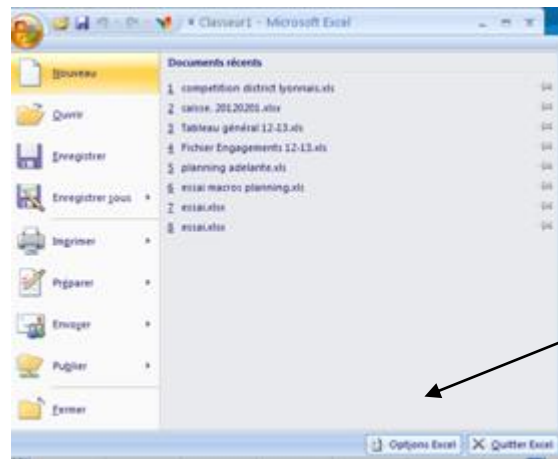 Classeur1 - Microsoft Excel
Nouveau
Ouvrir
Enregistrer
Enregistrer sous
Imprimer
Préparer
Envoyer
Publier
Fermer
Documents récents
1 competition district lyonnais.xls
2 caisse. 20120201.xlsx
3 Tableau général 12-13.xls
4 Fichier Engagements 12-13.xls
5 planning adelante.xls
6 essai macros planning.xls
7 essai.xlsx
8 essai.xlsx
Options Excel
Quitter Excel